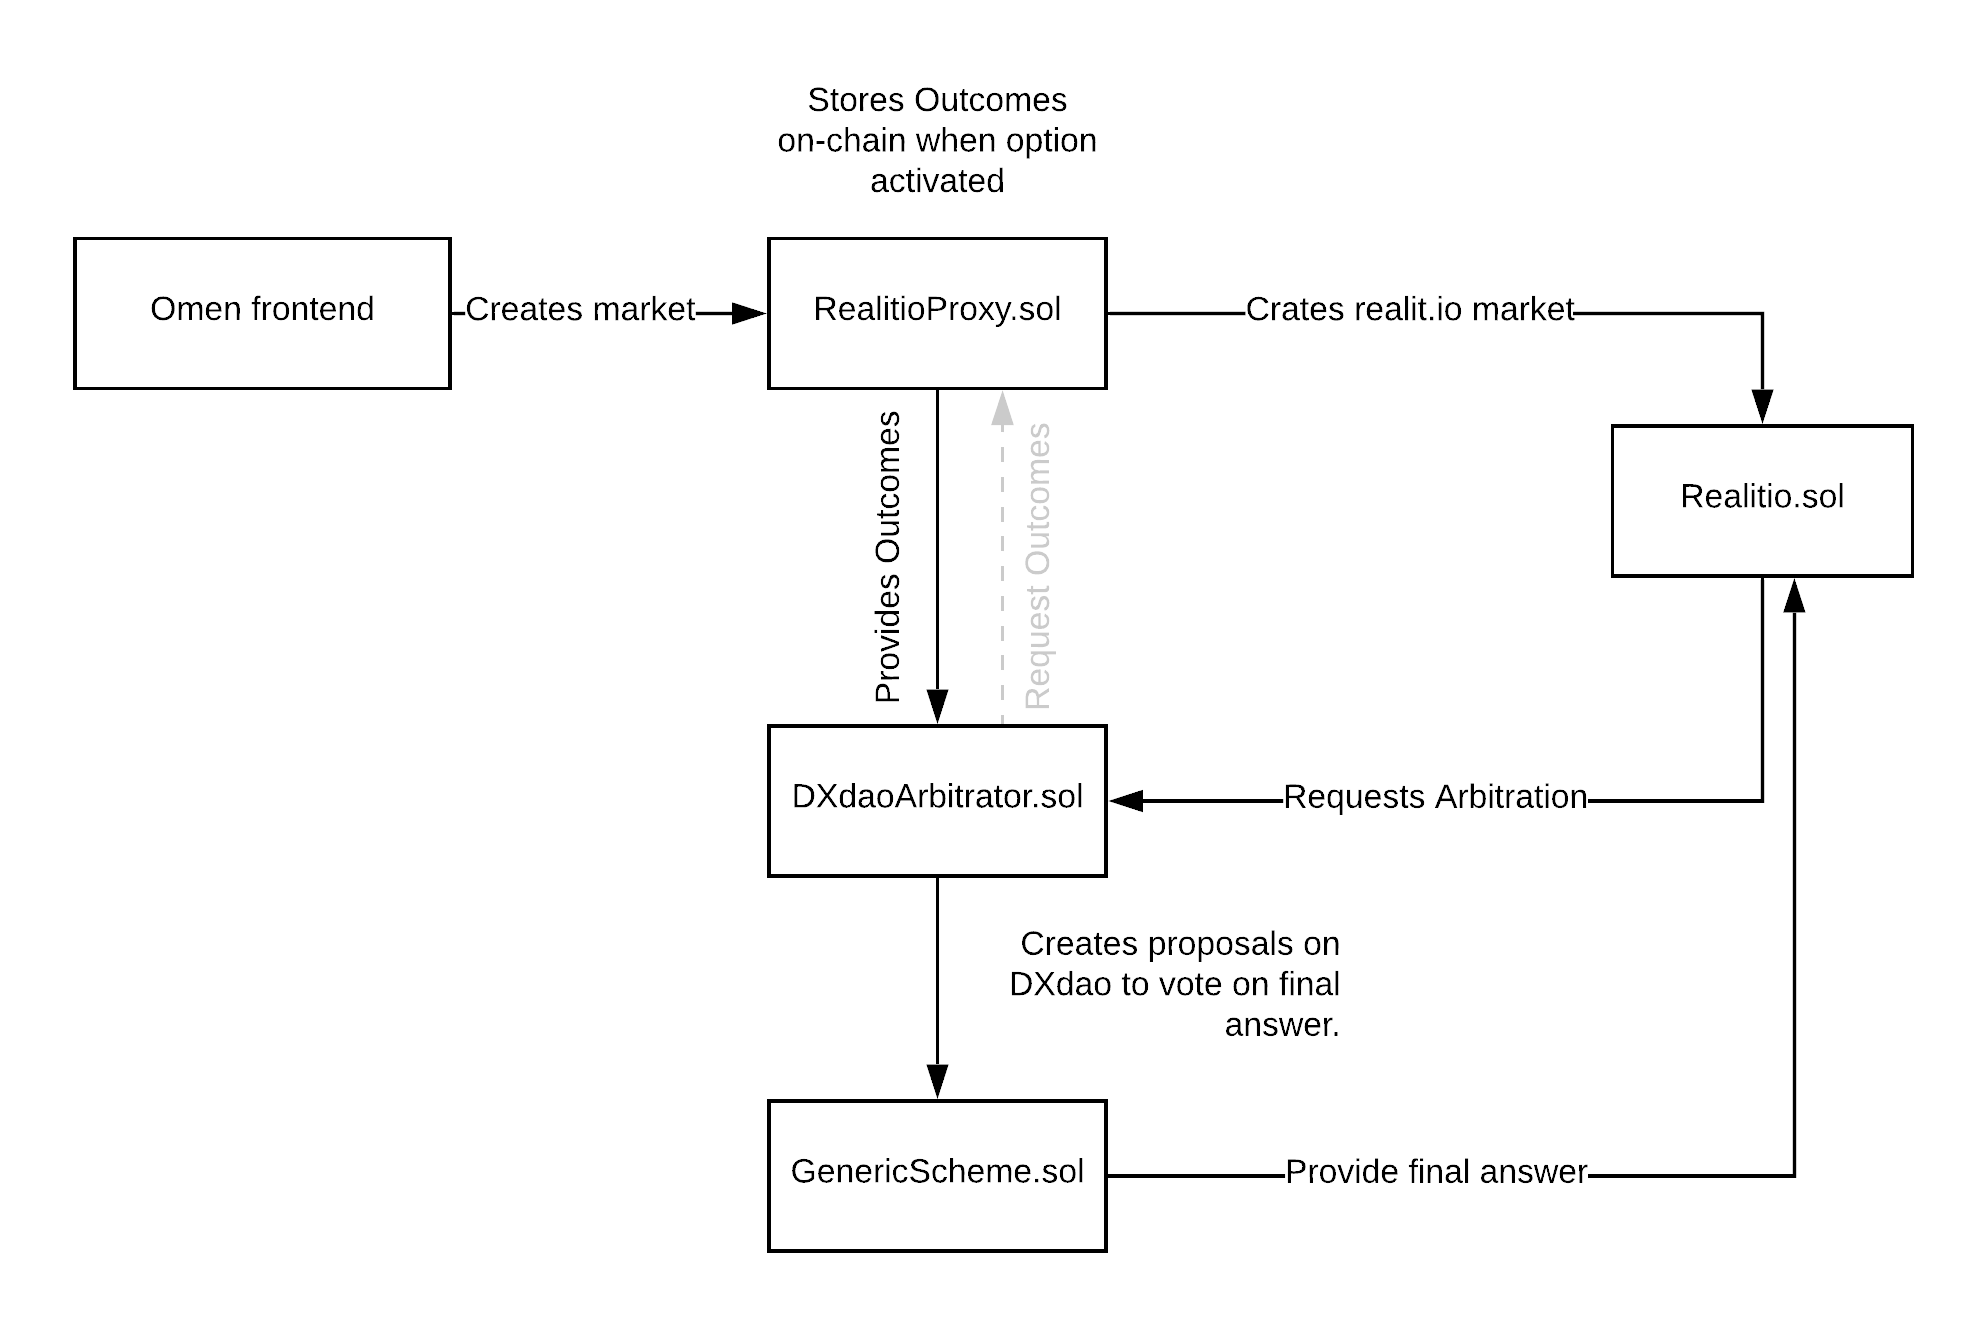 Stores Outcomes
on-chain when option
activated
Omen frontend
Creates market
RealitioProxy.sol
Crates realit.io market
Realitio.sol
Provides Outcomes
Request Outcomes
DXdaoArbitrator.sol
Requests Arbitration
Creates proposals on
DXdao to vote on final
answer.
GenericScheme.sol
Provide final answer